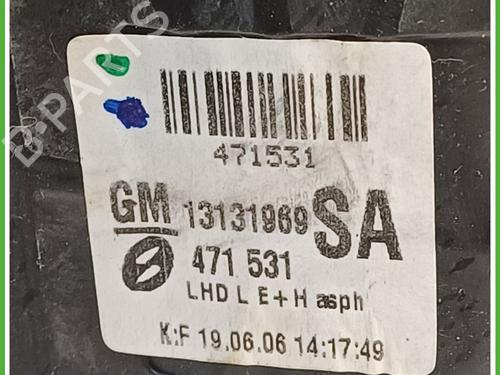 B-PARTS
471531
GM 13131969 SA
471 531
LHD L E+H asph
K:F 19.06.06 14:17:49